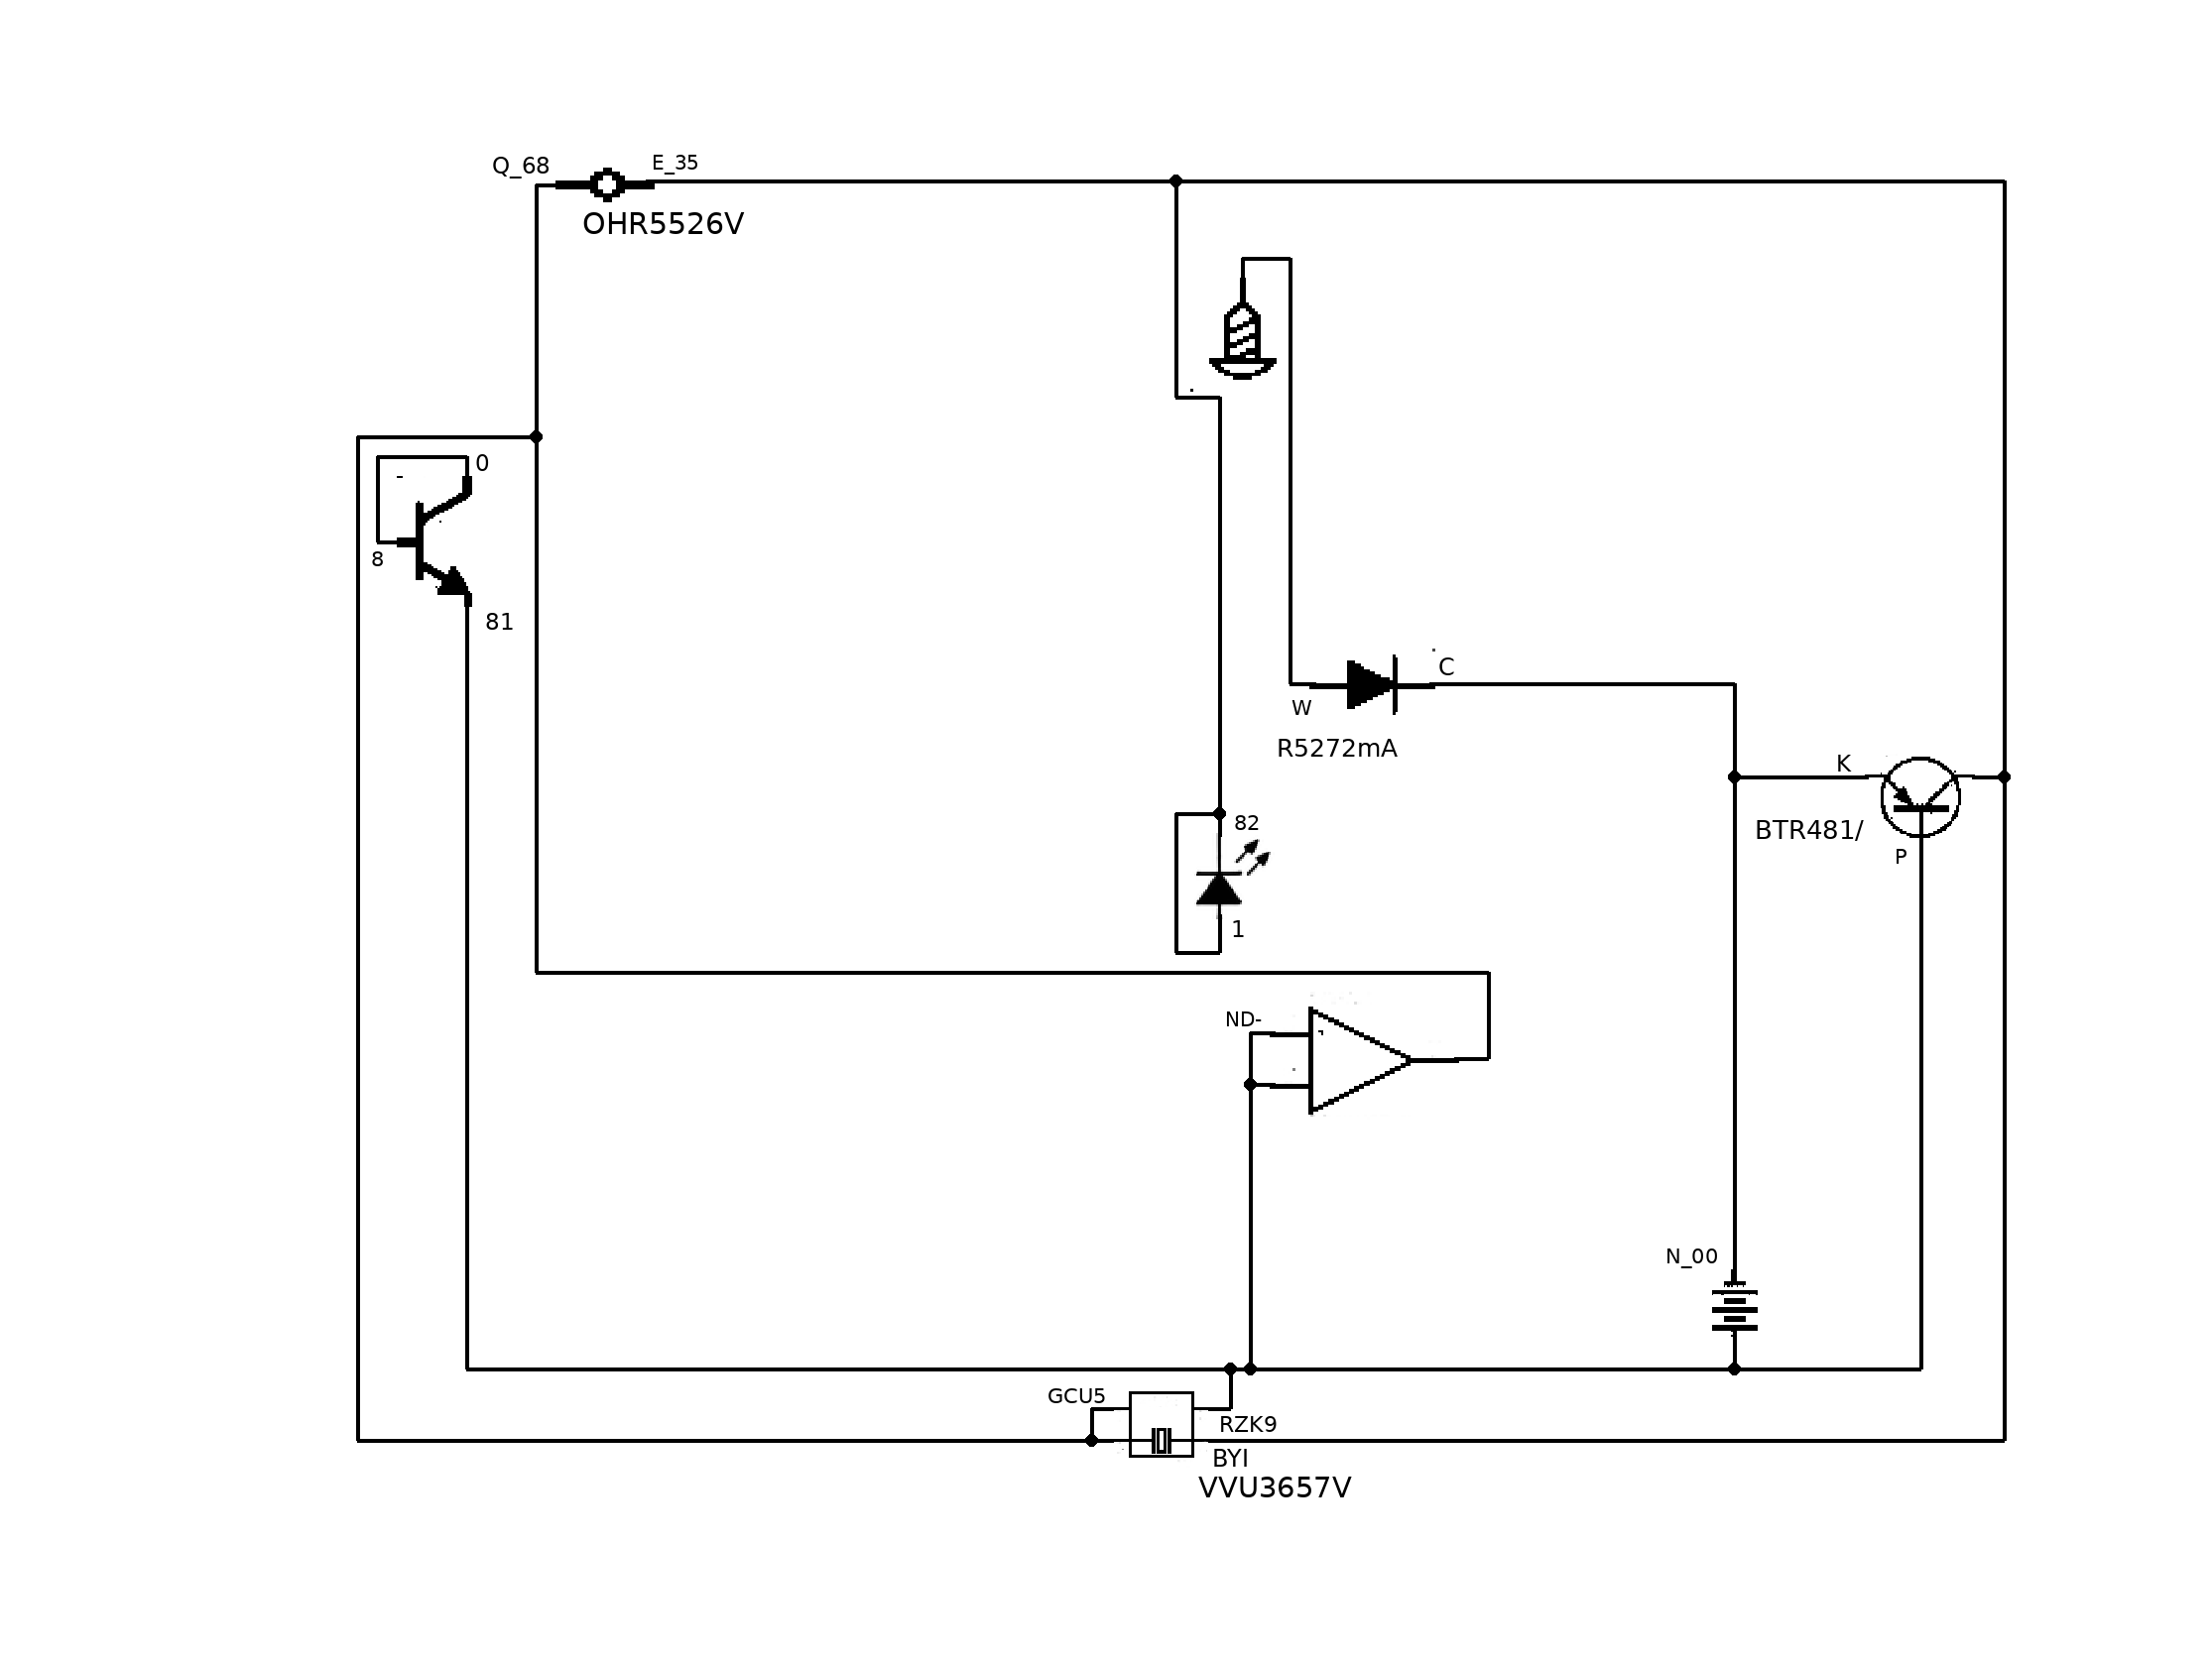 Q_68
E_35
OHR5526V
0
8
81
W
C
R5272mA
K
BTR481/
P
82
1
ND-
N_00
GCU5
RZK9
BYI
VVU3657V